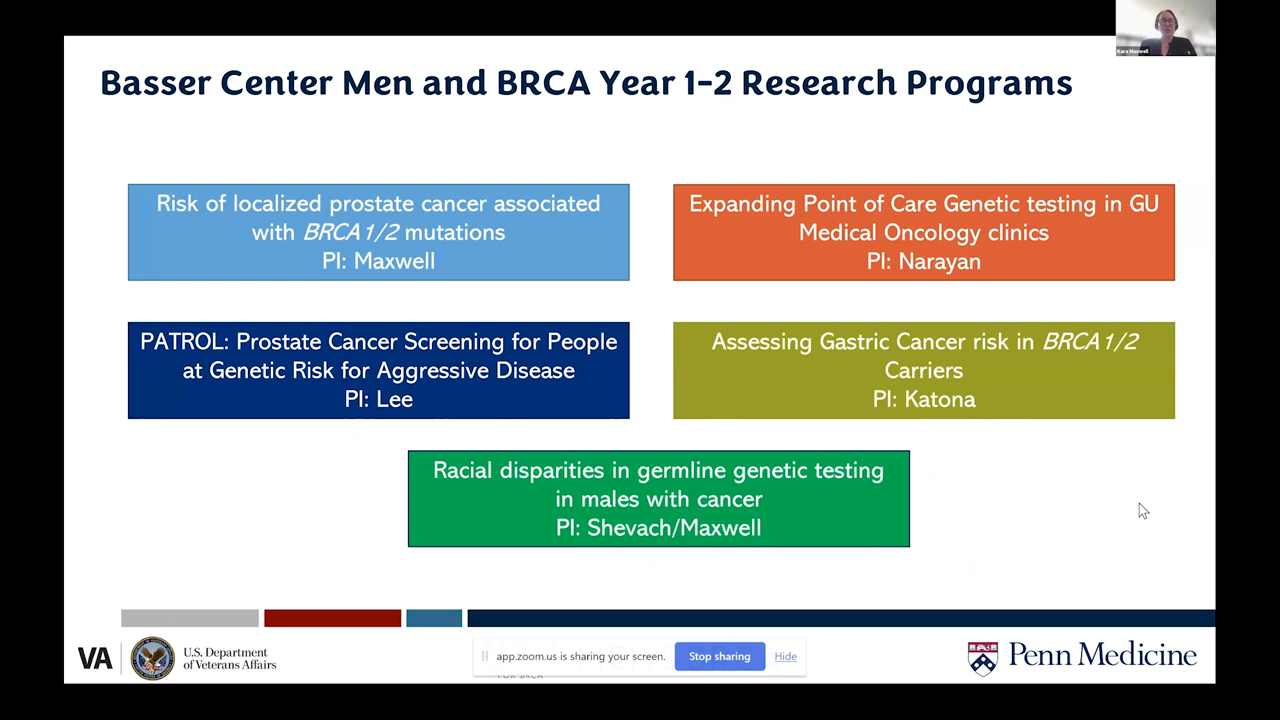 Kara Maxwell
Basser Center Men and BRCA Year 1-2 Research Programs
Risk of localized prostate cancer associated
with BRCA1/2 mutations
PI: Maxwell
Expanding Point of Care Genetic testing in GU
Medical Oncology clinics
PI: Narayan
PATROL: Prostate Cancer Screening for People
at Genetic Risk for Aggressive Disease
PI: Lee
Assessing Gastric Cancer risk in BRCA1/2
Carriers
PI: Katona
Racial disparities in germline genetic testing
in males with cancer
PI: Shevach/Maxwell
VA
U.S. Department
of Veterans Affairs
app.zoom.us is sharing your screen.
Stop sharing
Hide
FOR BRCA
Penn Medicine